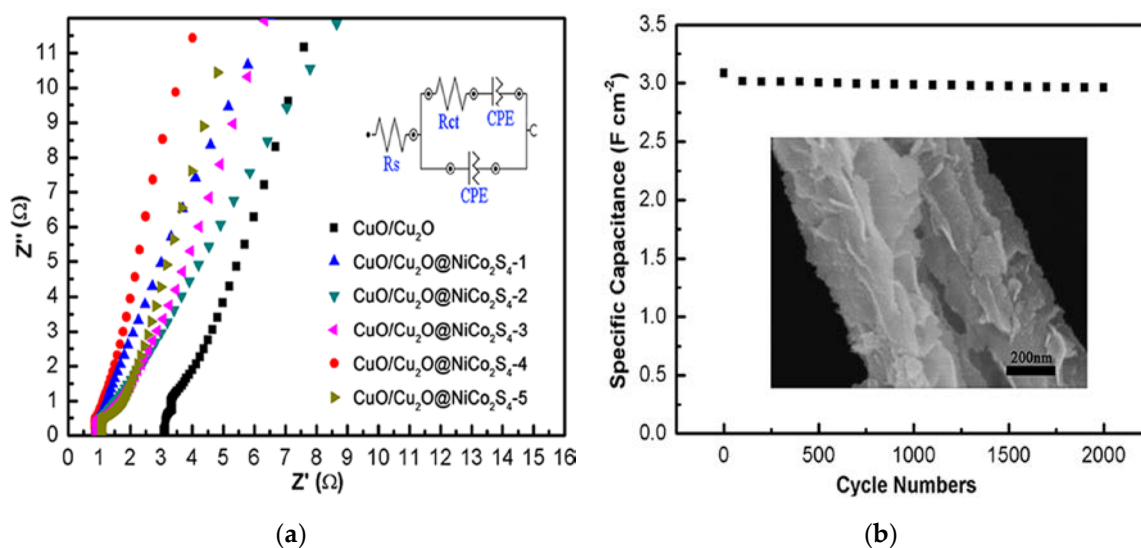 11
10
9
8
7
6
5
4
3
2
1
0
Z'' (Ω)
0 1 2 3 4 5 6 7 8 9 10 11 12 13 14 15 16
Z' (Ω)
Rs
Rct
CPE
CPE
CuO/Cu₂O
CuO/Cu₂O@NiCo₂S₄-1
CuO/Cu₂O@NiCo₂S₄-2
CuO/Cu₂O@NiCo₂S₄-3
CuO/Cu₂O@NiCo₂S₄-4
CuO/Cu₂O@NiCo₂S₄-5
(a)
3.5
3.0
2.5
2.0
1.5
1.0
0.5
0.0
Specific Capacitance (F cm⁻²)
200nm
0 500 1000 1500 2000
Cycle Numbers
(b)